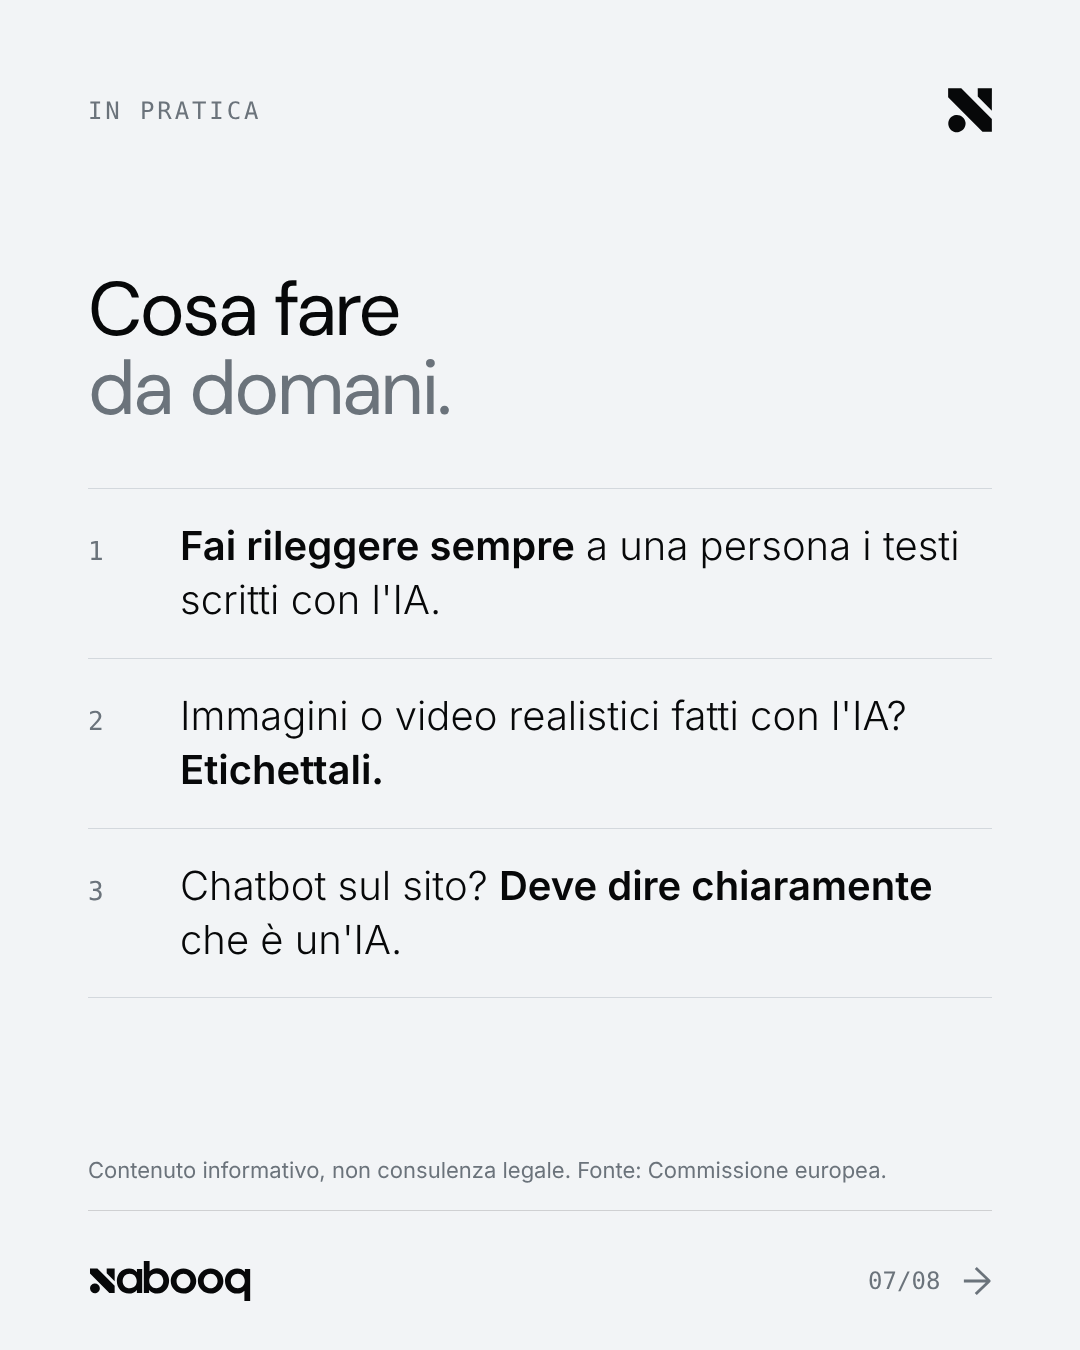 IN PRATICA
Cosa fare
da domani.
1 Fai rileggere sempre a una persona i testi
scritti con l'IA.
2 Immagini o video realistici fatti con l'IA?
Etichettali.
3 Chatbot sul sito? Deve dire chiaramente
che è un'IA.
Contenuto informativo, non consulenza legale. Fonte: Commissione europea.
nabooq
07/08